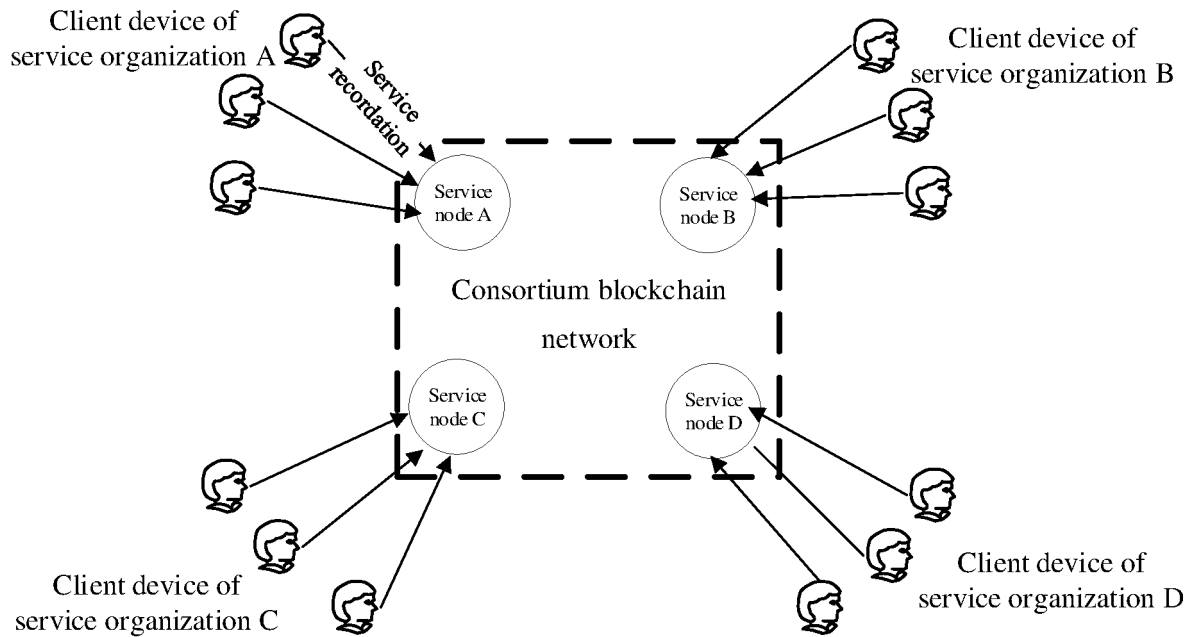 Client device of
service organization A
Service
recordation
Client device of
service organization B
Service
node A
Service
node B
Consortium blockchain
network
Service
node C
Service
node D
Client device of
service organization C
Client device of
service organization D